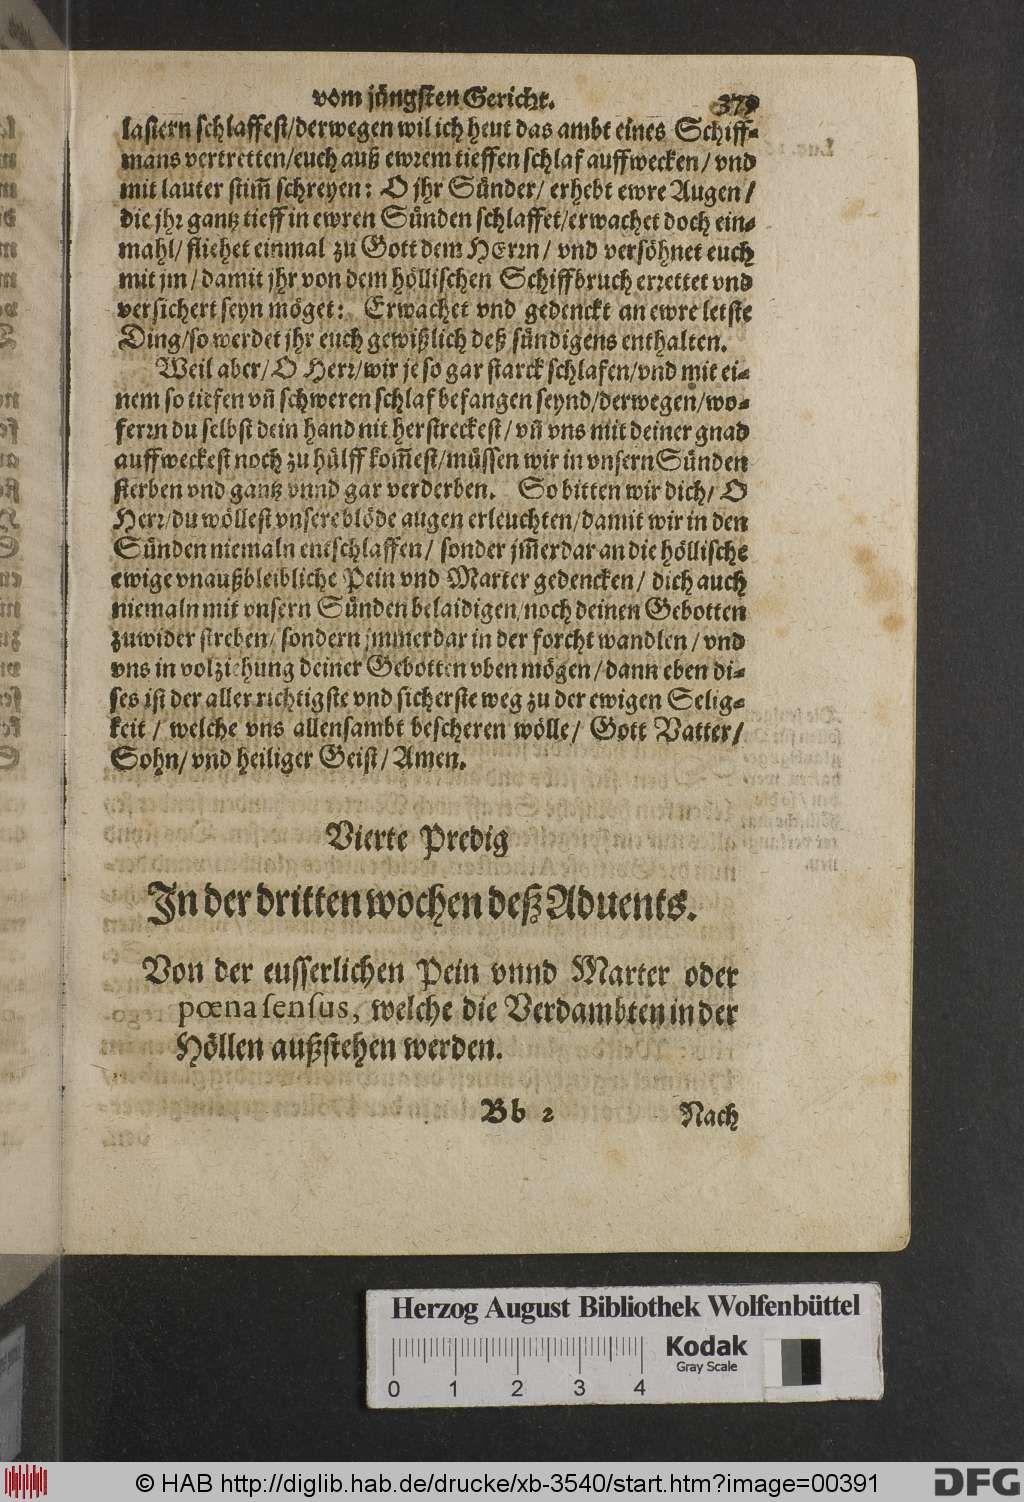 vom jüngsten Gericht. 379
lastern schlaffest/derwegen wil ich heut das ambt eines Schiff-
mans vertretten/euch auß ewrem tieffen schlaf auffwecken/vnd
mit lauter stim̃ schreyen: O jhr Sünder/ erhebt ewre Augen/
die jhr gantz tieff in ewren Sünden schlaffet/erwachet doch ein-
mahl/ fliehet einmal zu Gott dem HErrn/ vnd versöhnet euch
mit jm/damit jhr von dem höllischen Schiffbruch errettet vnd
versichert seyn möget: Erwachet vnd gedenckt an ewre letste
Ding/so werdet jhr euch gewißlich deß sündigens enthalten.
Weil aber/ O Herr/wir je so gar starck schlafen/vnd mit ei-
nem so tiefen vñ schweren schlaf befangen seynd/derwegen/wo-
ferrn du selbst dein hand nit herstreckest/ vñ vns mit deiner gnad
auffweckest noch zu hülff kom̃est/müssen wir in vnsern Sünden
sterben vnd gantz vnnd gar verderben. So bitten wir dich/ O
Herr/du wöllest vnsere blöde augen erleuchten/damit wir in den
Sünden niemaln entschlaffen/ sonder jm̃erdar an die höllische
ewige vnaußbleibliche Pein vnd Marter gedencken/ dich auch
niemaln mit vnsern Sünden belaidigen/noch deinen Gebotten
zuwider streben/ sondern jmmerdar in der forcht wandlen/ vnd
vns in volziehung deiner Gebotten vben mögen/dann eben di-
ses ist der aller richtigste vnd sicherste weg zu der ewigen Selig-
keit/ welche vns allensambt bescheren wölle/ Gott Vatter/
Sohn/ vnd heiliger Geist/ Amen.
Vierte Predig
In der dritten wochen deß Aduents.
Von der eusserlichen Pein vnnd Marter oder
pœna sensus, welche die Verdambten in der
Höllen außstehen werden.
Bb 2 Nach
Herzog August Bibliothek Wolfenbüttel
Kodak
Gray Scale
0 1 2 3 4
© HAB http://diglib.hab.de/drucke/xb-3540/start.htm?image=00391
DFG